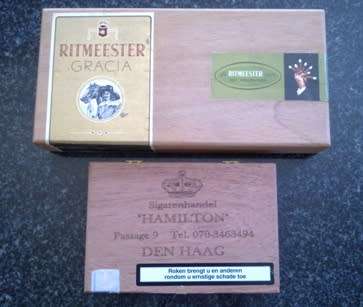 RITMEESTER
GRACIA
RITMEESTER
Sigarenhandel
"HAMILTON"
Passage 9 Tel. 070-3463494
DEN HAAG
Roken brengt u en anderen
rondom u ernstige schade toe